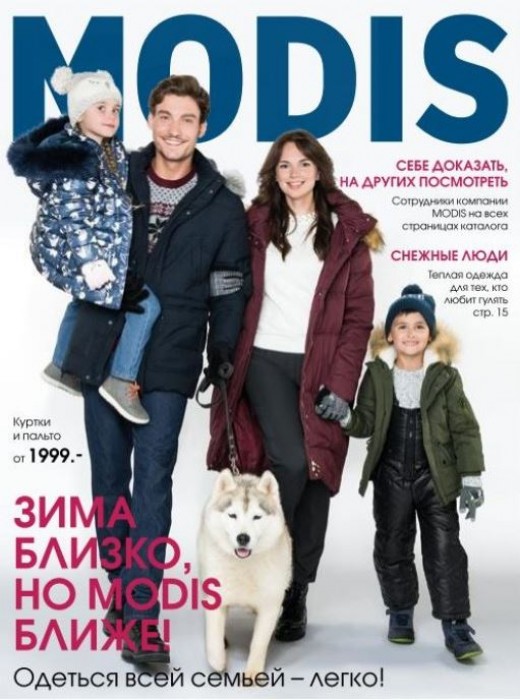 MODIS
СЕБЕ ДОКАЗАТЬ,
НА ДРУГИХ ПОСМОТРЕТЬ
Сотрудники компании
MODIS на всех
страницах каталога
СНЕЖНЫЕ ЛЮДИ
Теплая одежда
для тех, кто
любит гулять
стр. 15
Куртки
и пальто
от 1999.-
ЗИМА
БЛИЗКО,
НО MODIS
БЛИЖЕ!
Одеться всей семьей – легко!